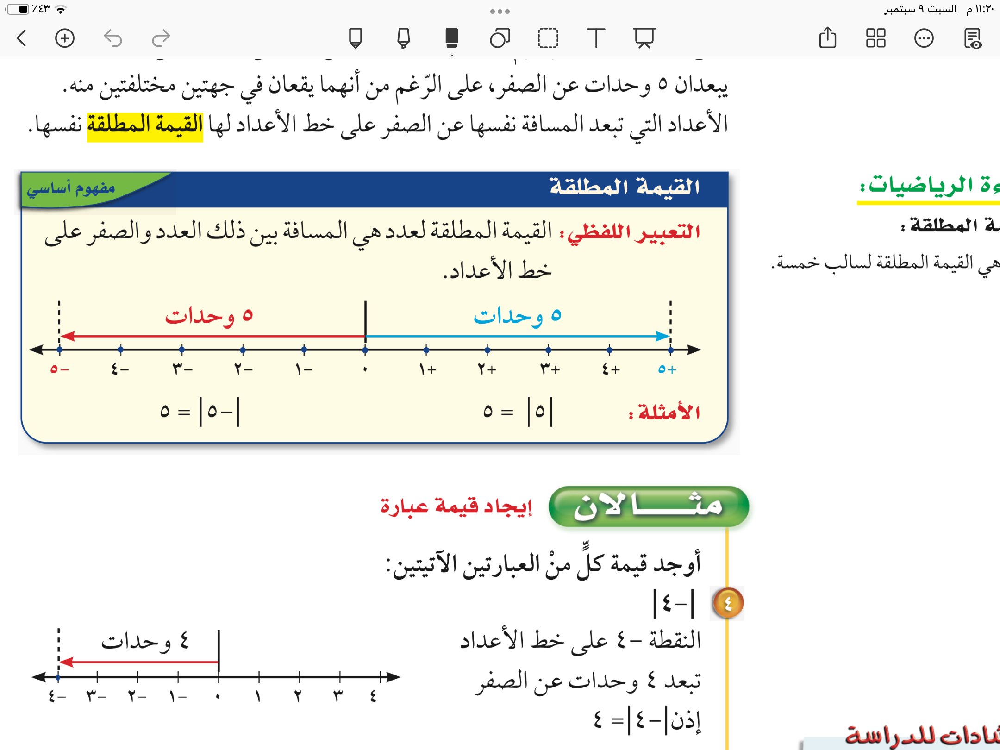 ١١:٢٠ م السبت ٩ سبتمبر
٪٤٣
يبعدان ٥ وحدات عن الصفر، على الرّغم من أنهما يقعان في جهتين مختلفتين منه.
الأعداد التي تبعد المسافة نفسها عن الصفر على خط الأعداد لها القيمة المطلقة نفسها.
القيمة المطلقة
مفهوم أساسي
التعبير اللفظي: القيمة المطلقة لعدد هي المسافة بين ذلك العدد والصفر على
خط الأعداد.
٥ وحدات ٥ وحدات
−٥ −٤ −٣ −٢ −١ ٠ +١ +٢ +٣ +٤ +٥
الأمثلة: |٥| = ٥ |−٥| = ٥
الرياضيات:
المطلقة:
هي القيمة المطلقة لسالب خمسة.
مثـالان إيجاد قيمة عبارة
أوجد قيمة كلٍّ منْ العبارتين الآتيتين:
٤ |−٤|
النقطة −٤ على خط الأعداد
تبعد ٤ وحدات عن الصفر
إذن |−٤| = ٤
٤ وحدات
−٤ −٣ −٢ −١ ٠ ١ ٢ ٣ ٤
للدراسة